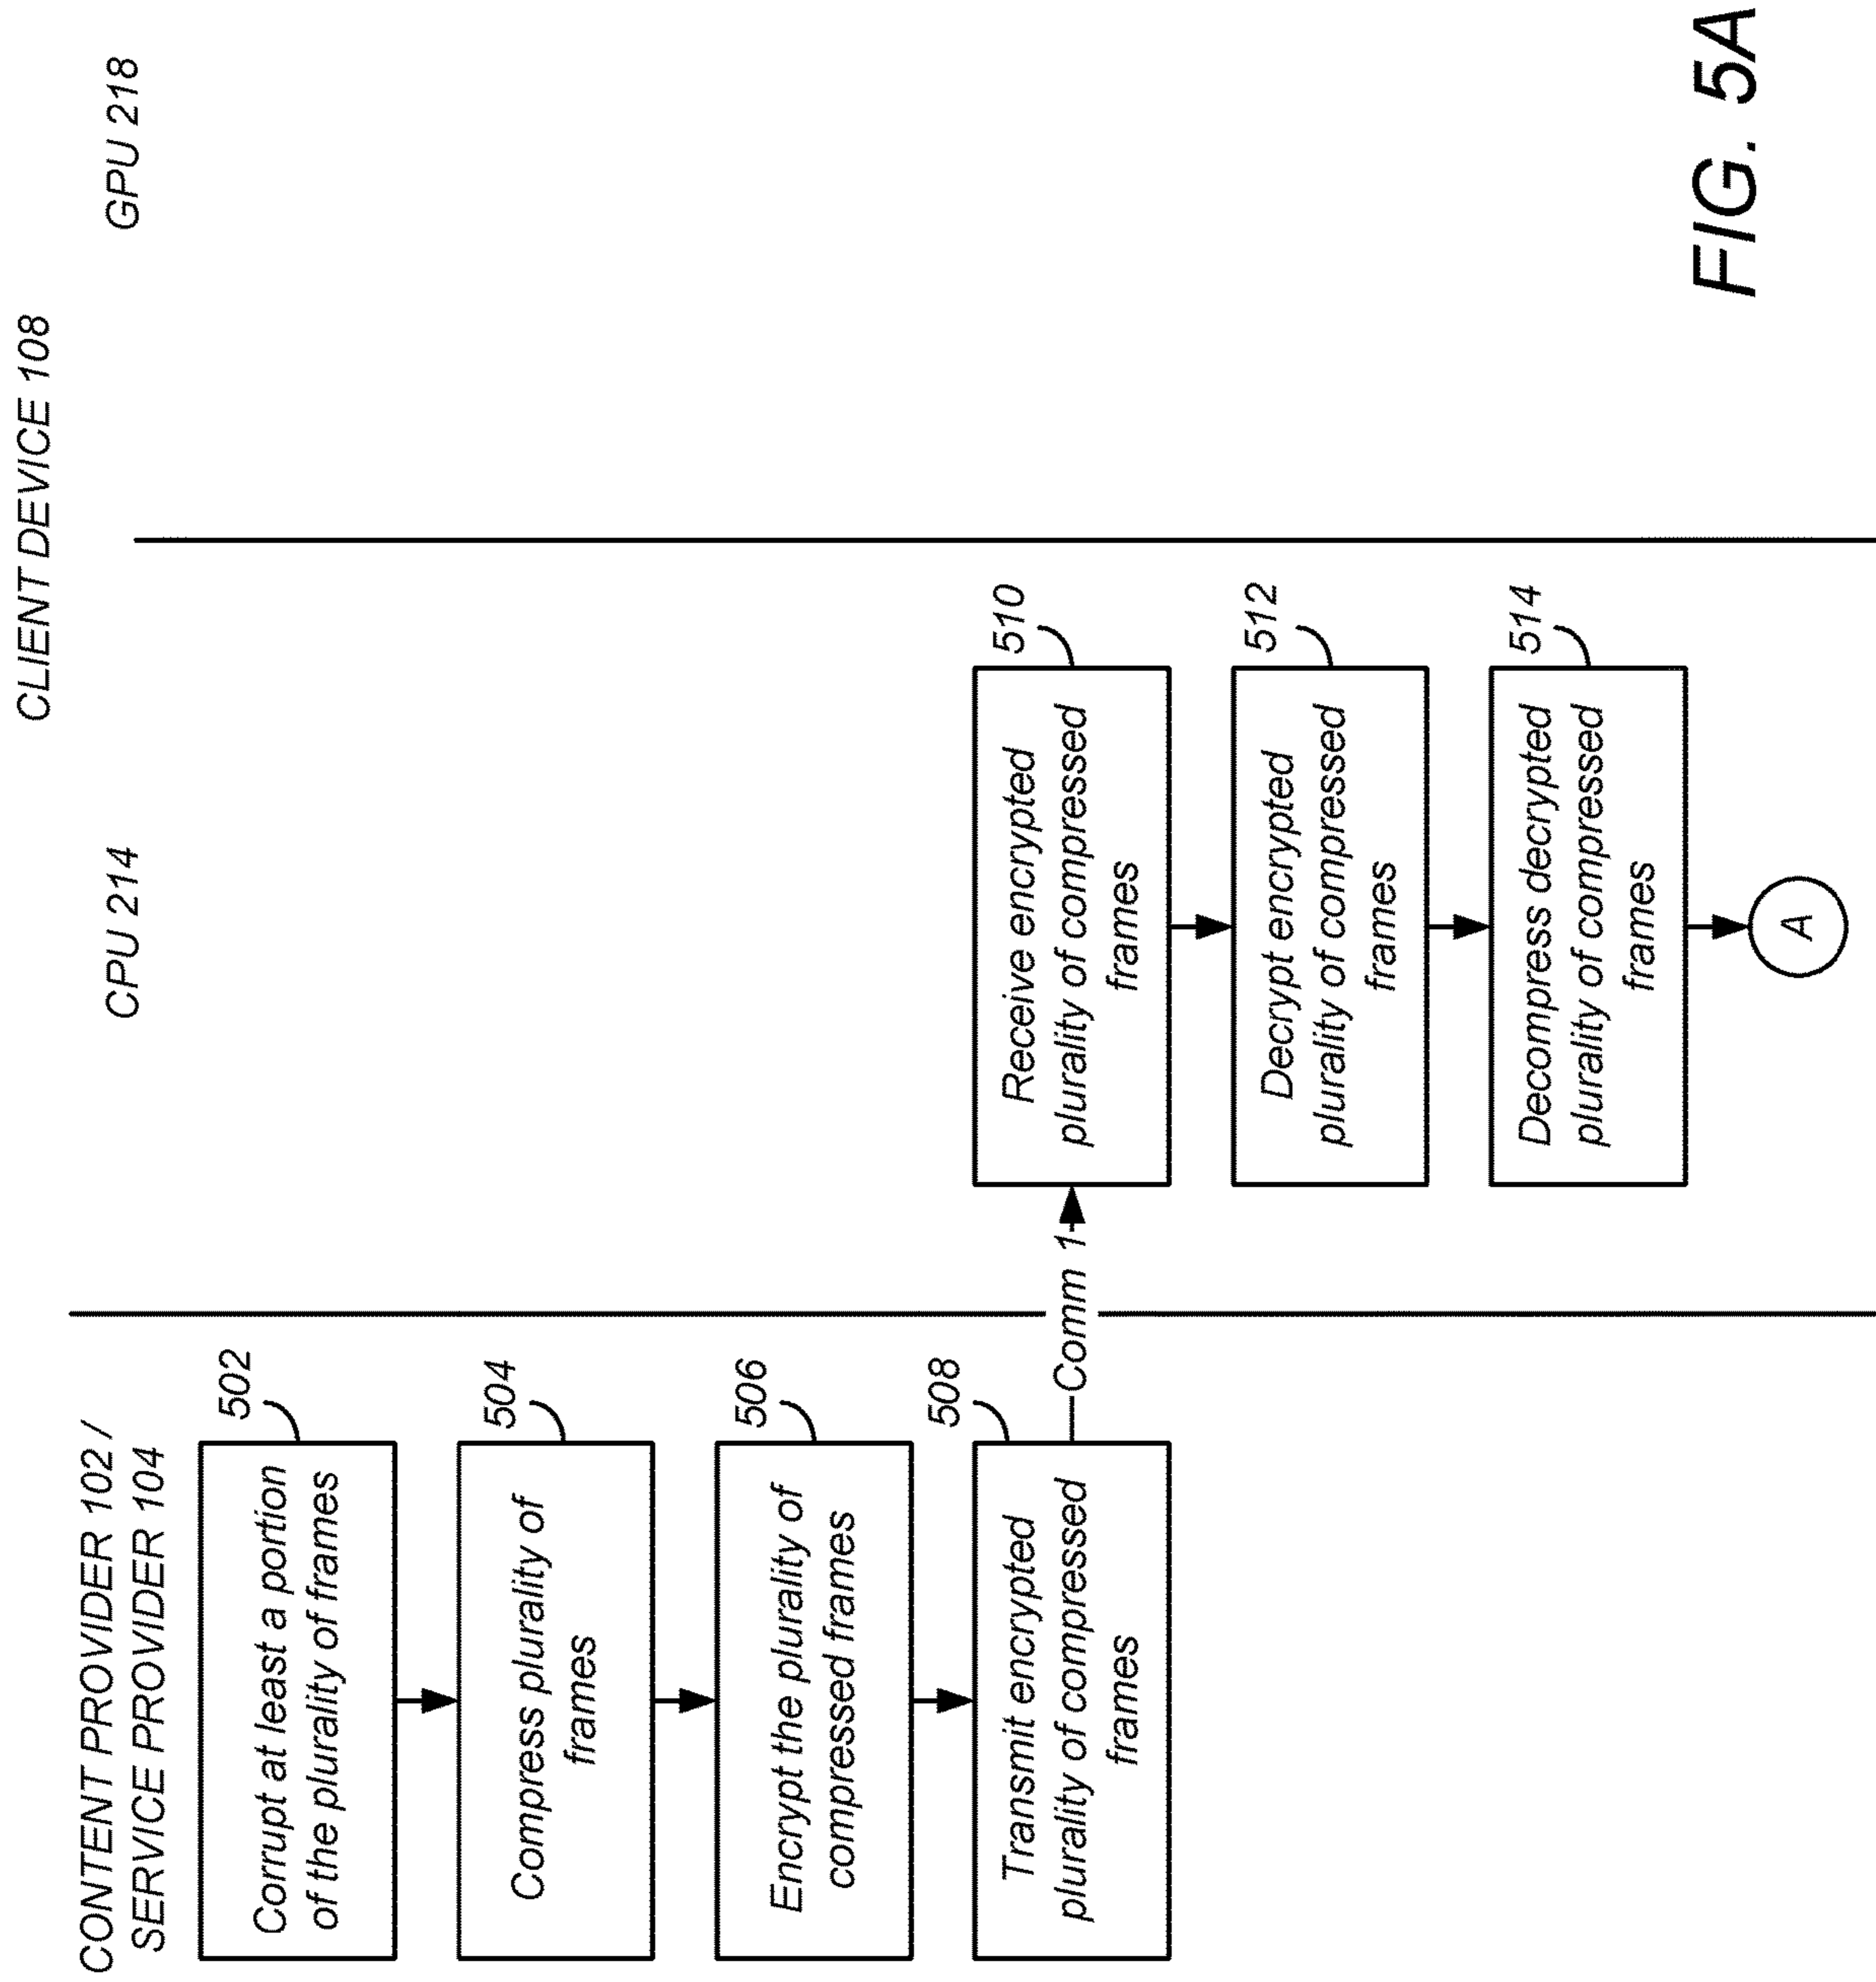 CLIENT DEVICE 108
CONTENT PROVIDER 102 /
SERVICE PROVIDER 104
CPU 214
GPU 218
502
Corrupt at least a portion
of the plurality of frames
504
Compress plurality of
frames
506
Encrypt the plurality of
compressed frames
508
Transmit encrypted
plurality of compressed
frames
Comm 1
510
Receive encrypted
plurality of compressed
frames
512
Decrypt encrypted
plurality of compressed
frames
514
Decompress decrypted
plurality of compressed
frames
A
FIG. 5A